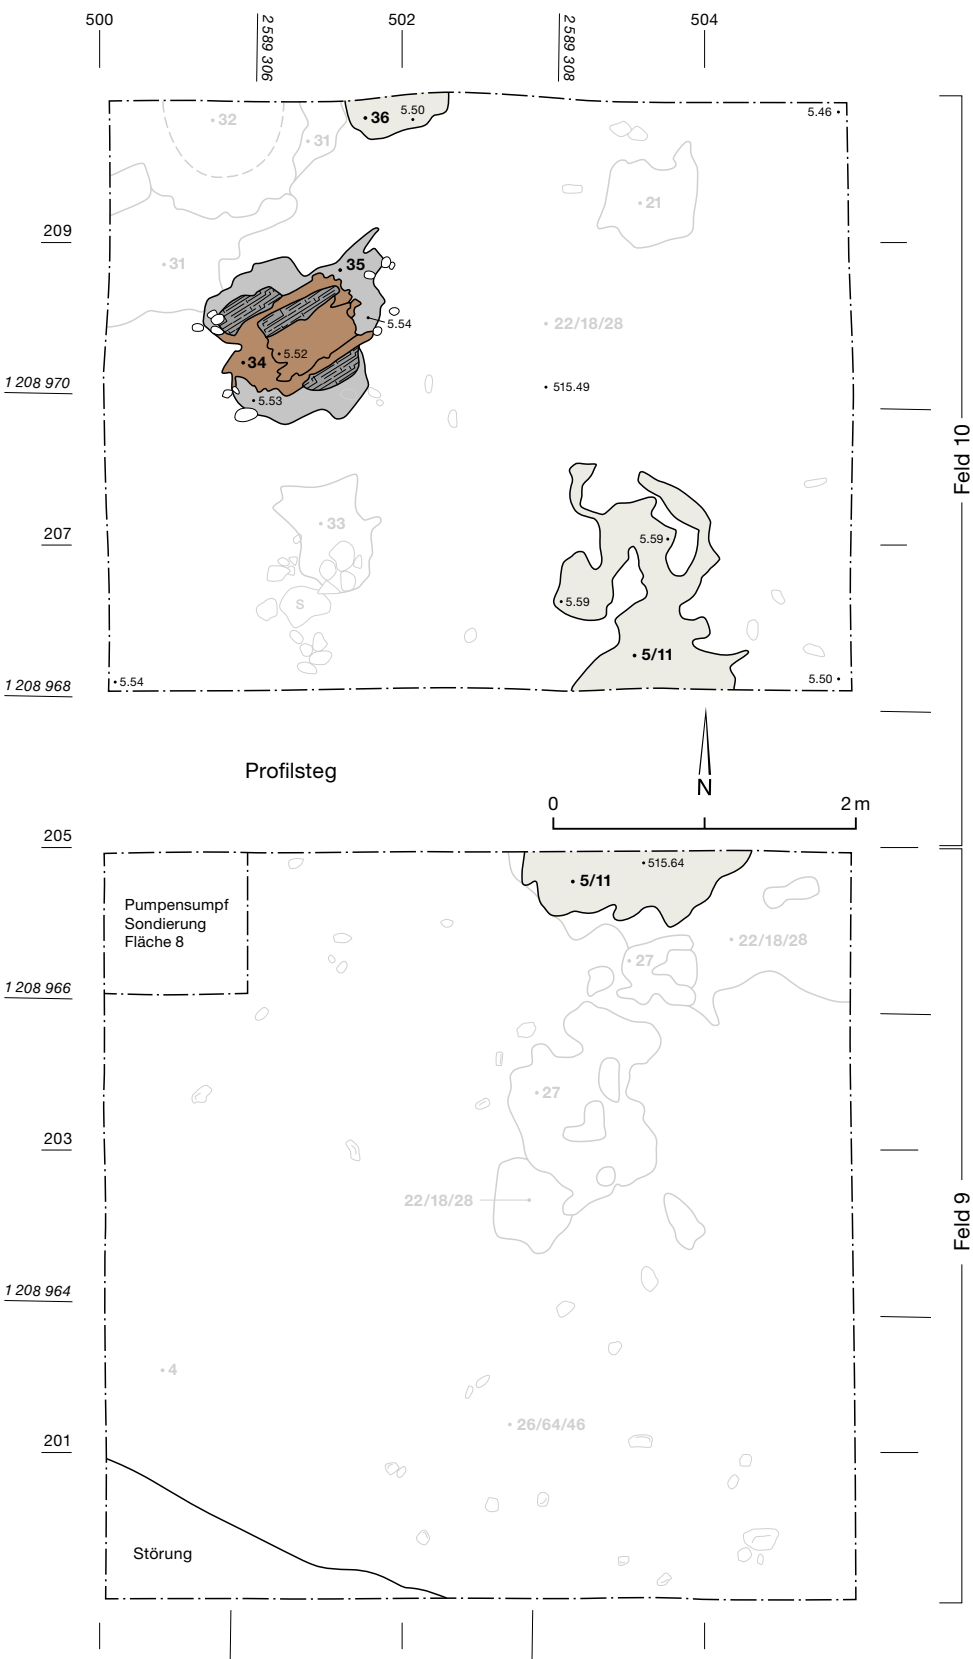 500
2 589 306
502
2 589 308
504
32
31
36
5.50
5.46
21
209
31
35
5.54
22/18/28
34
5.52
1 208 970
515.49
5.53
Feld 10
33
207
5.59
S
5.59
5/11
1 208 968
5.54
5.50
Profilsteg
N
0
2 m
205
515.64
5/11
Pumpensumpf
Sondierung
Fläche 8
22/18/28
27
1 208 966
27
203
22/18/28
Feld 9
1 208 964
4
26/64/46
201
Störung